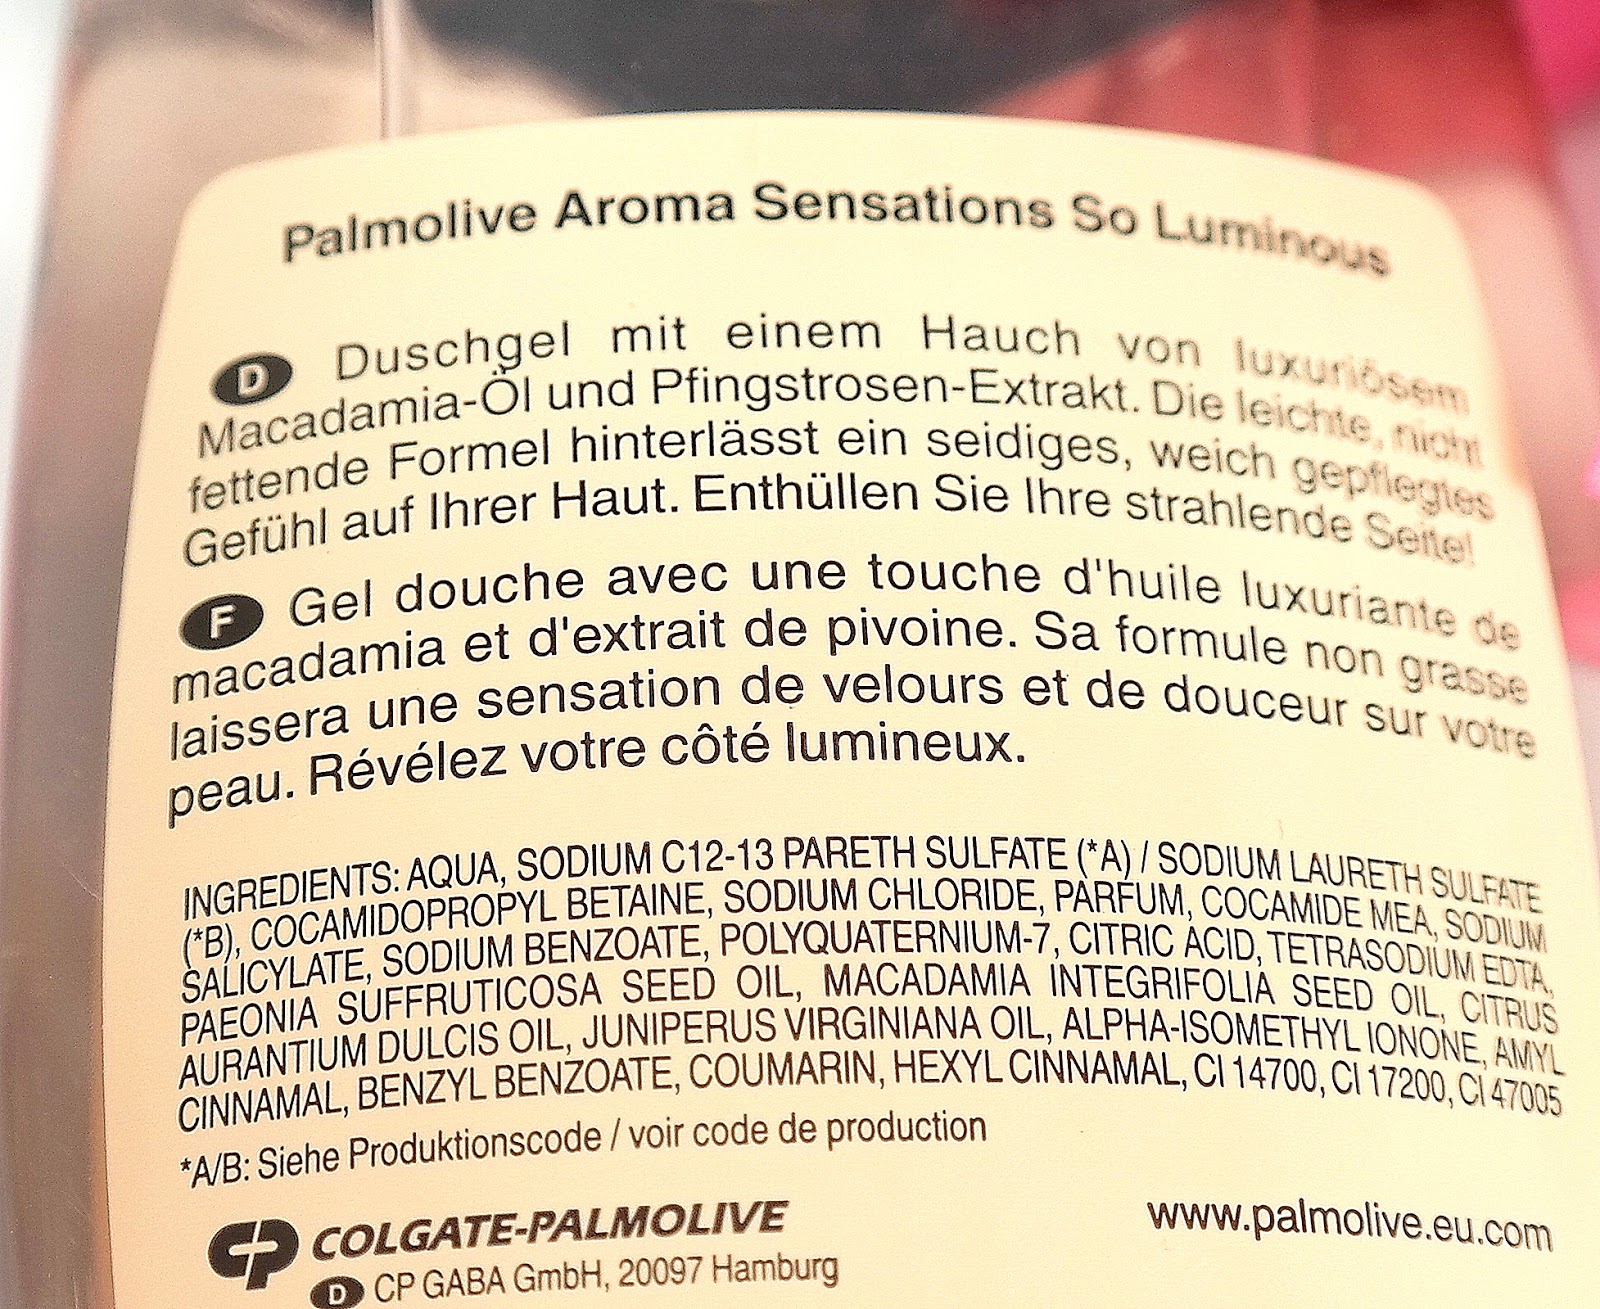 Palmolive Aroma Sensations So Luminous
D Duschgel mit einem Hauch von luxuriösem
Macadamia-Öl und Pfingstrosen-Extrakt. Die leichte, nicht
fettende Formel hinterlässt ein seidiges, weich gepflegtes
Gefühl auf Ihrer Haut. Enthüllen Sie Ihre strahlende Seite!
F Gel douche avec une touche d'huile luxuriante de
macadamia et d'extrait de pivoine. Sa formule non grasse
laissera une sensation de velours et de douceur sur votre
peau. Révélez votre côté lumineux.
INGREDIENTS: AQUA, SODIUM C12-13 PARETH SULFATE (*A) / SODIUM LAURETH SULFATE
(*B), COCAMIDOPROPYL BETAINE, SODIUM CHLORIDE, PARFUM, COCAMIDE MEA, SODIUM
SALICYLATE, SODIUM BENZOATE, POLYQUATERNIUM-7, CITRIC ACID, TETRASODIUM EDTA,
PAEONIA SUFFRUTICOSA SEED OIL, MACADAMIA INTEGRIFOLIA SEED OIL, CITRUS
AURANTIUM DULCIS OIL, JUNIPERUS VIRGINIANA OIL, ALPHA-ISOMETHYL IONONE, AMYL
CINNAMAL, BENZYL BENZOATE, COUMARIN, HEXYL CINNAMAL, CI 14700, CI 17200, CI 47005
*A/B: Siehe Produktionscode / voir code de production
CP COLGATE-PALMOLIVE
www.palmolive.eu.com
D CP GABA GmbH, 20097 Hamburg